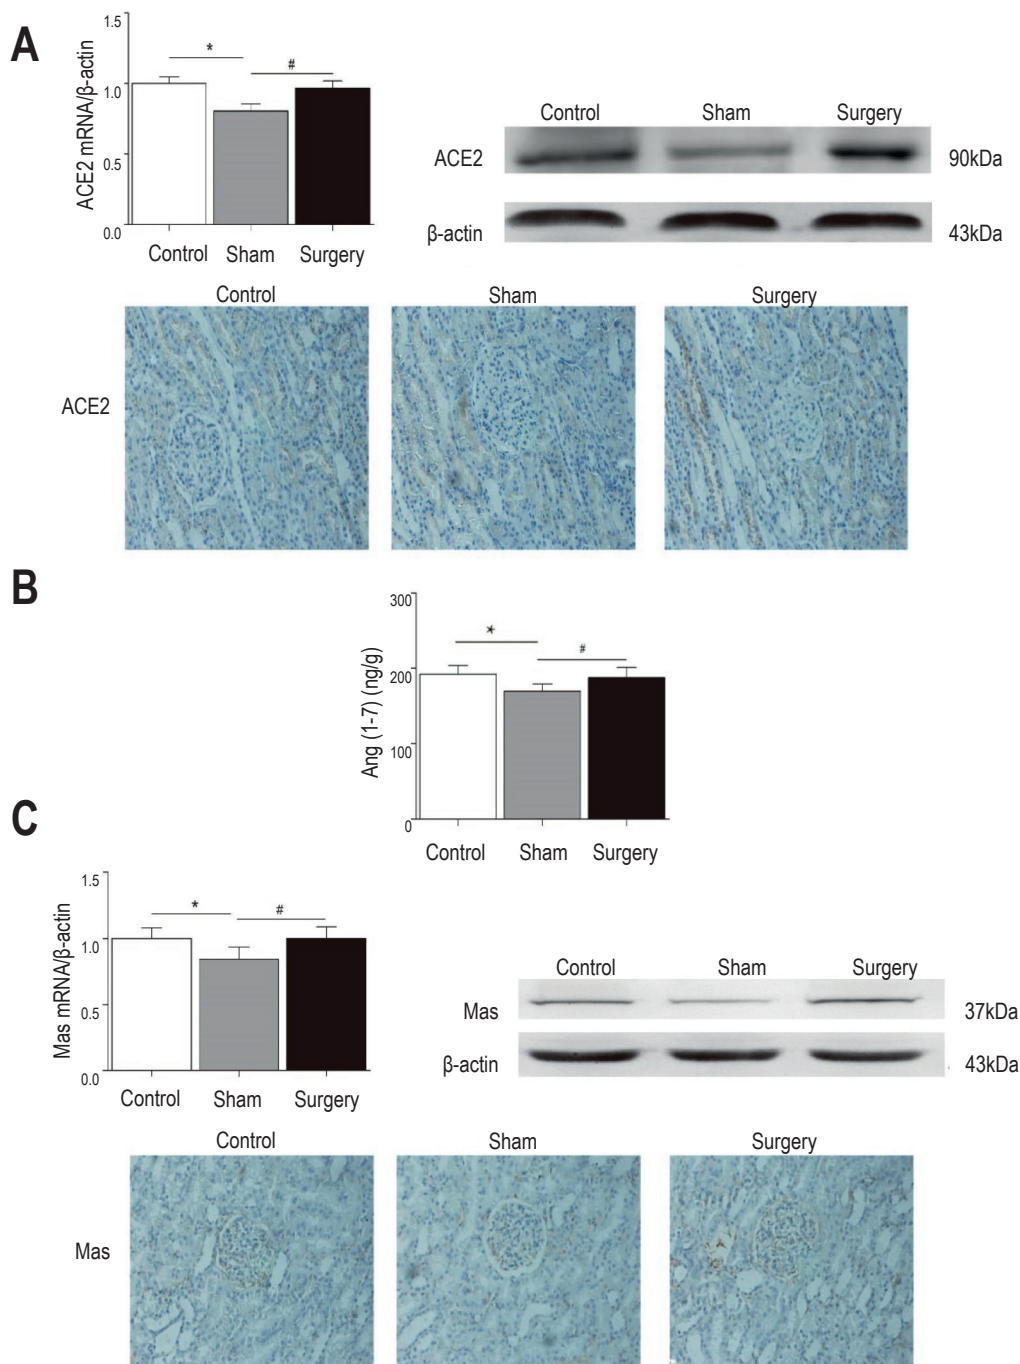 A
ACE2 mRNA/β-actin
1.5
1.0
0.5
0.0
*
#
Control Sham Surgery
Control Sham Surgery
ACE2 90kDa
β-actin 43kDa
Control Sham Surgery
ACE2
B
Ang (1-7) (ng/g)
300
200
100
0
*
#
Control Sham Surgery
C
Mas mRNA/β-actin
1.5
1.0
0.5
0.0
*
#
Control Sham Surgery
Control Sham Surgery
Mas 37kDa
β-actin 43kDa
Control Sham Surgery
Mas